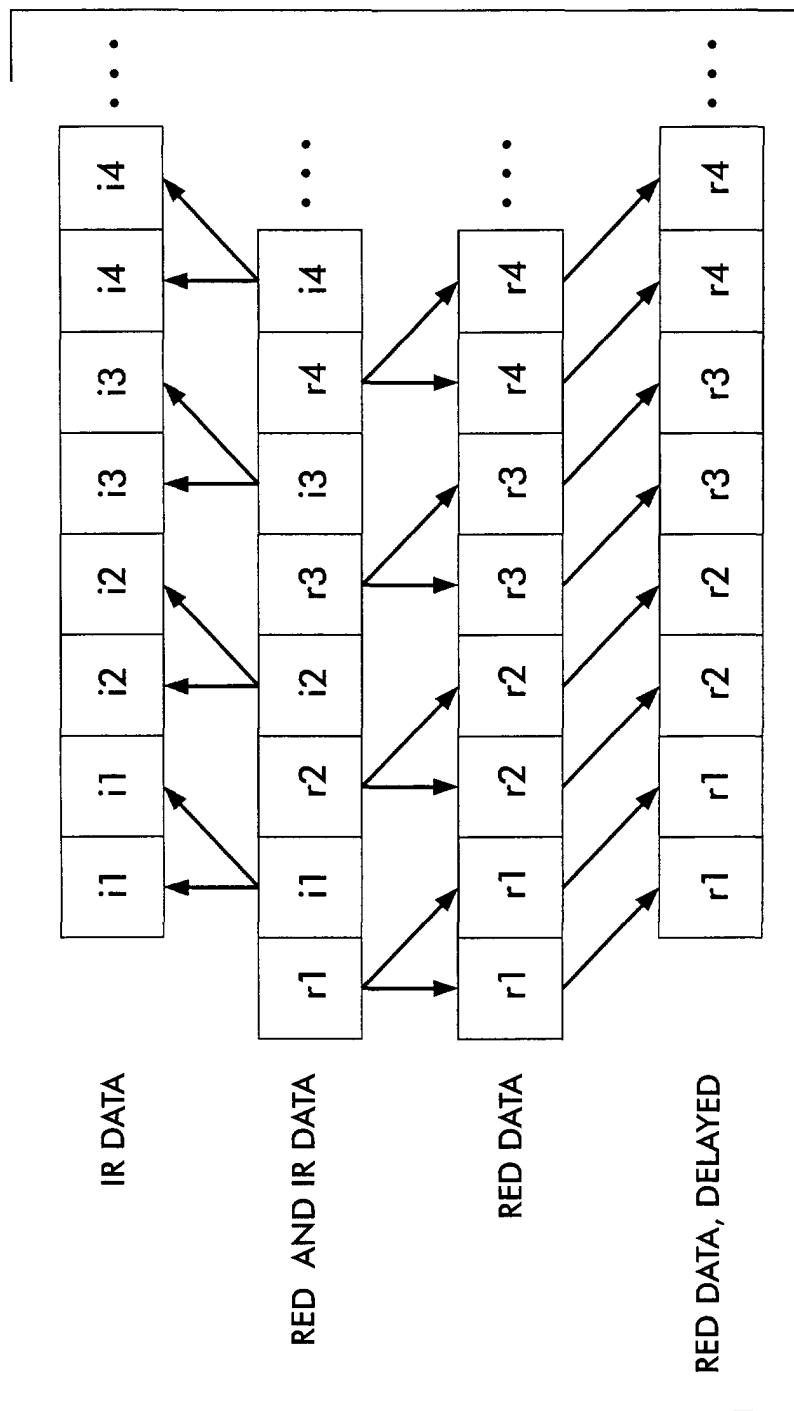 IR DATA i1 i1 i2 i2 i3 i3 i4 i4 ...
RED AND IR DATA r1 i1 r2 i2 r3 i3 r4 i4 ...
RED DATA r1 r1 r2 r2 r3 r3 r4 r4 ...
RED DATA, DELAYED r1 r1 r2 r2 r3 r3 r4 r4 ...